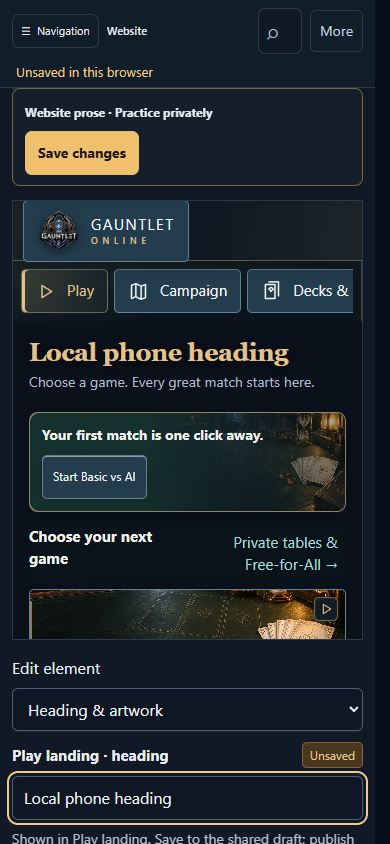 ☰ Navigation Website
More
Unsaved in this browser
Website prose · Practice privately
Save changes
GAUNTLET
GAUNTLET
ONLINE
Play Campaign Decks &
Local phone heading
Choose a game. Every great match starts here.
Your first match is one click away.
Start Basic vs AI
Choose your next
game
Private tables &
Free-for-All →
Edit element
Heading & artwork
Play landing · heading Unsaved
Local phone heading
Shown in Play landing. Save to the shared draft; publish